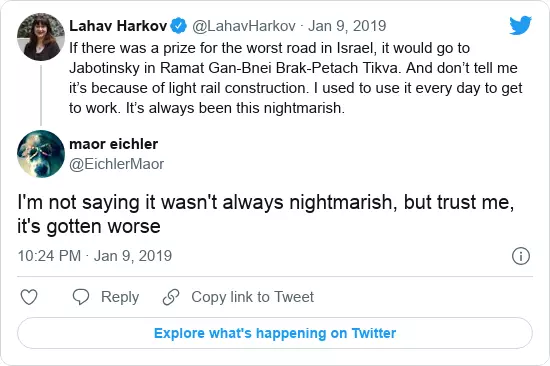 Lahav Harkov @LahavHarkov · Jan 9, 2019
If there was a prize for the worst road in Israel, it would go to
Jabotinsky in Ramat Gan-Bnei Brak-Petach Tikva. And don’t tell me
it’s because of light rail construction. I used to use it every day to get
to work. It’s always been this nightmarish.
maor eichler
@EichlerMaor
I'm not saying it wasn't always nightmarish, but trust me,
it's gotten worse
10:24 PM · Jan 9, 2019
Reply Copy link to Tweet
Explore what's happening on Twitter